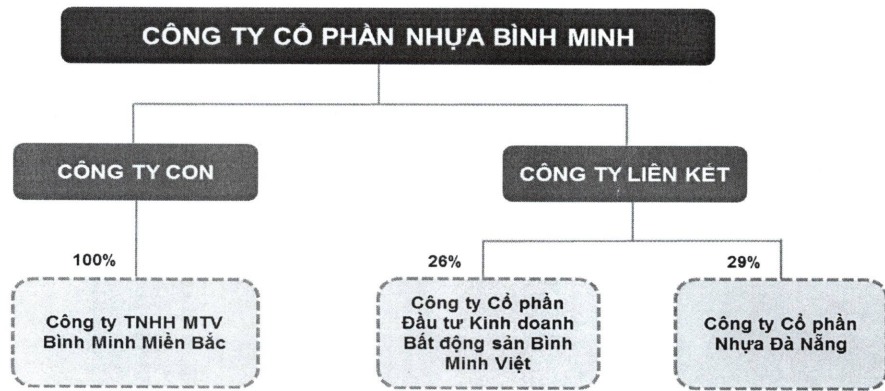 CÔNG TY CỔ PHẦN NHỰA BÌNH MINH
CÔNG TY CON
CÔNG TY LIÊN KẾT
100%
26%
29%
Công ty TNHH MTV
Bình Minh Miền Bắc
Công ty Cổ phần
Đầu tư Kinh doanh
Bất động sản Bình
Minh Việt
Công ty Cổ phần
Nhựa Đà Nẵng